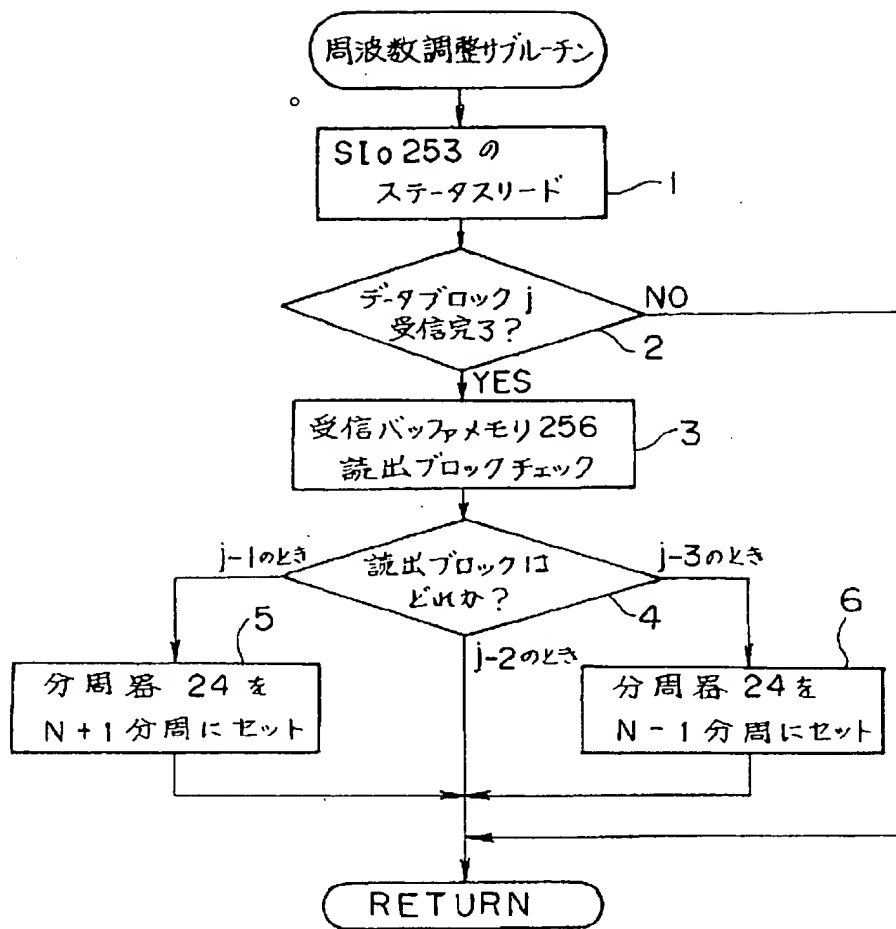 周波数調整サブルーチン
SIo 253 の
ステータスリード
1
データブロック j
受信完了?
NO
2
YES
受信バッファメモリ 256
読出ブロックチェック
3
j-1のとき
読出ブロックは
どれか?
j-3のとき
4
j-2のとき
5
分周器 24 を
N+1 分周にセット
6
分周器 24 を
N-1 分周にセット
RETURN